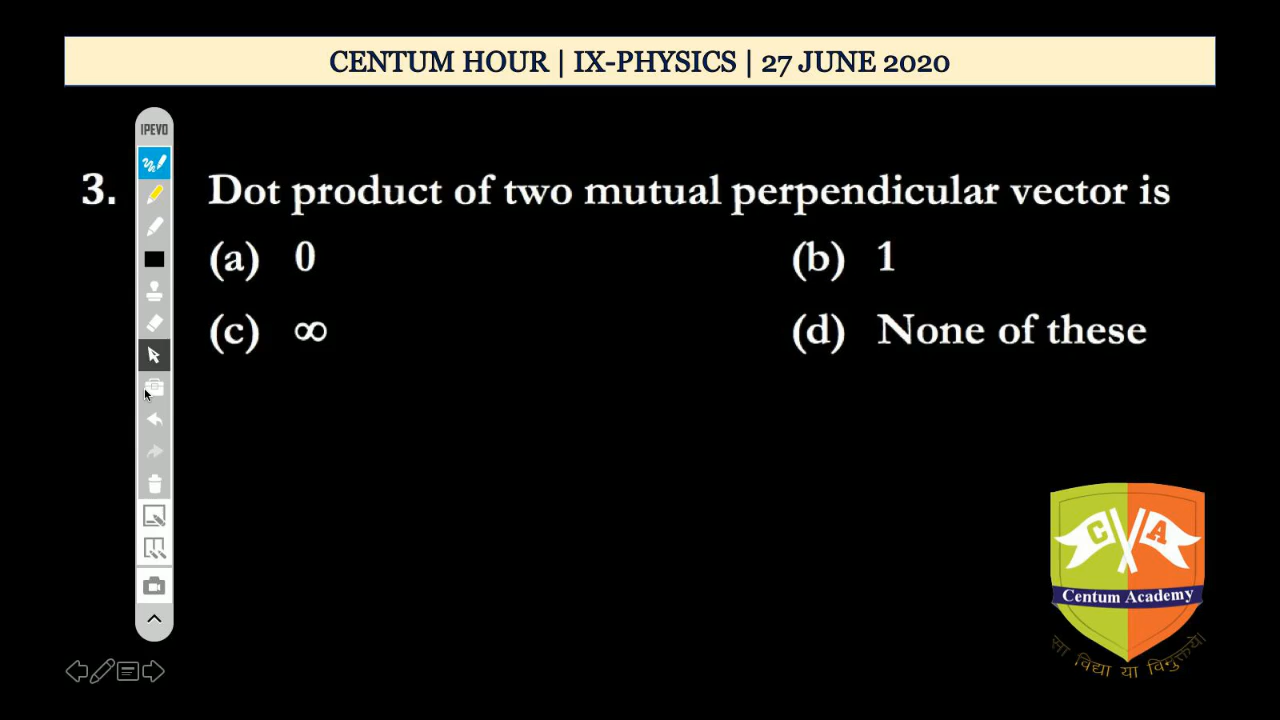 CENTUM HOUR | IX-PHYSICS | 27 JUNE 2020
IPEVO
3. Dot product of two mutual perpendicular vector is
(a) 0 (b) 1
(c) ∞ (d) None of these
C A
Centum Academy
सा विद्या या विमुक्तये।